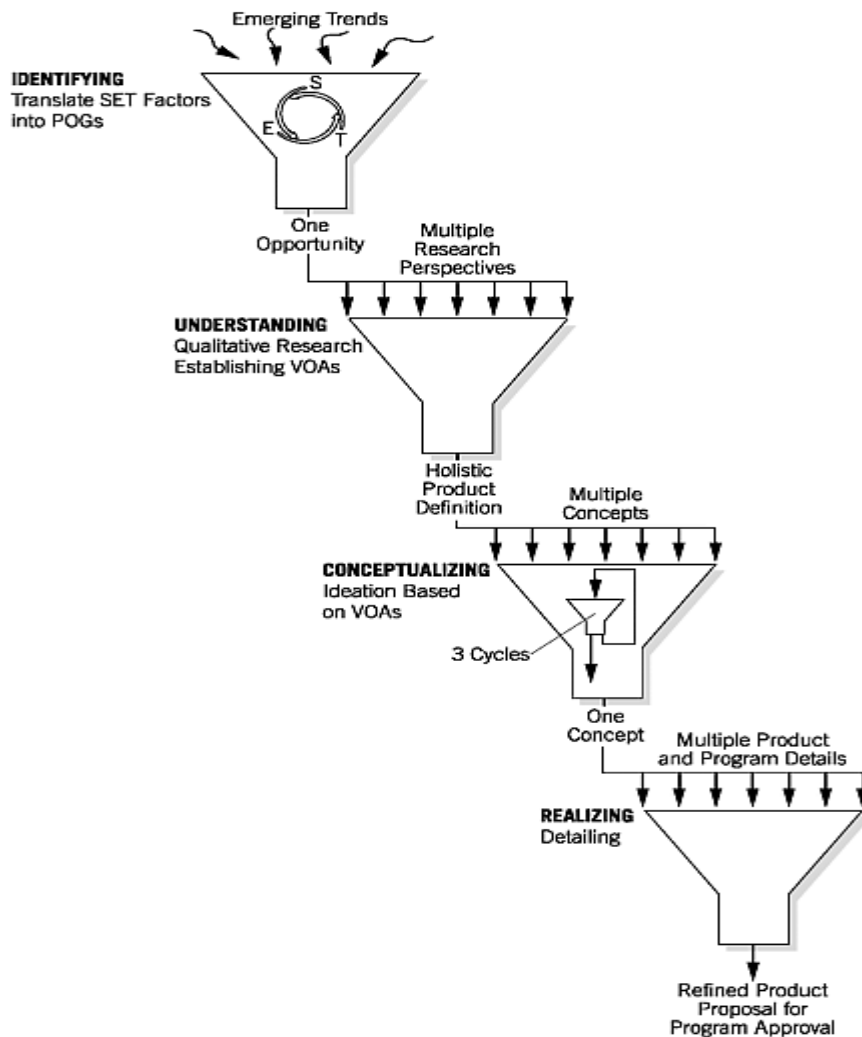 Emerging Trends
IDENTIFYING
Translate SET Factors
into POGs
S
E
T
One
Opportunity
Multiple
Research
Perspectives
UNDERSTANDING
Qualitative Research
Establishing VOAs
Holistic
Product
Definition
Multiple
Concepts
CONCEPTUALIZING
Ideation Based
on VOAs
3 Cycles
One
Concept
Multiple Product
and Program Details
REALIZING
Detailing
Refined Product
Proposal for
Program Approval